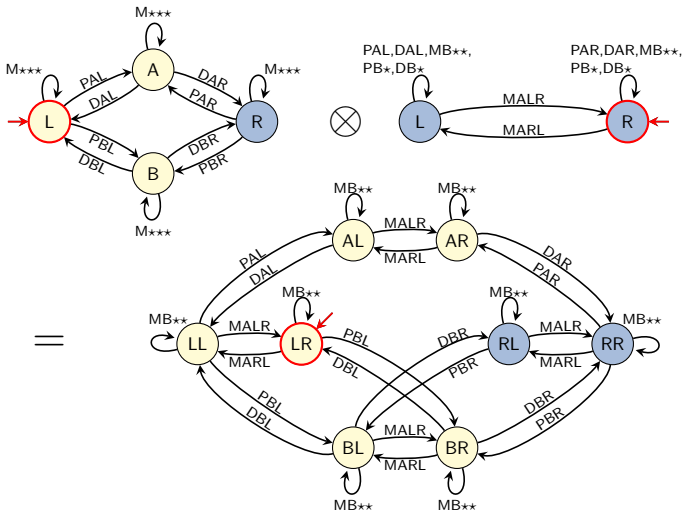 M⋆⋆⋆
PAL,DAL,MB⋆⋆,
PB⋆,DB⋆
PAR,DAR,MB⋆⋆,
PB⋆,DB⋆
M⋆⋆⋆
M⋆⋆⋆
A
PAL
DAL
DAR
PAR
MALR
L
R
⊗
L
R
MARL
PBL
DBL
DBR
PBR
B
M⋆⋆⋆
MB⋆⋆
MB⋆⋆
AL
MALR
AR
MARL
PAL
DAL
DAR
PAR
MB⋆⋆
MB⋆⋆
MB⋆⋆
MB⋆⋆
=
LL
MALR
MARL
LR
PBL
DBL
DBR
PBR
RL
MALR
MARL
RR
PBL
DBL
DBR
PBR
BL
MALR
MARL
BR
MB⋆⋆
MB⋆⋆